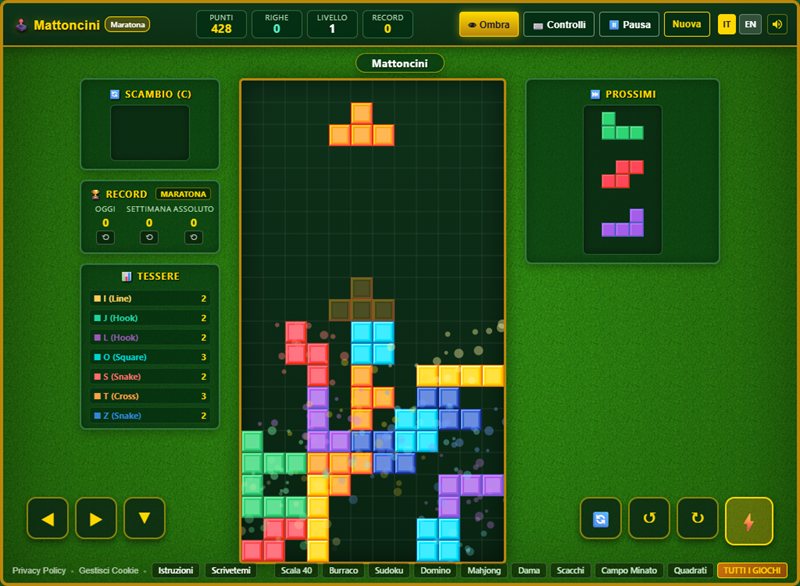 Mattoncini Maratona
PUNTI 428
RIGHE 0
LIVELLO 1
RECORD 0
Ombra
Controlli
Pausa
Nuova
IT
EN
Mattoncini
SCAMBIO (C)
RECORD MARATONA
OGGI SETTIMANA ASSOLUTO
0 0 0
TESSERE
I (Line) 2
J (Hook) 2
L (Hook) 2
O (Square) 3
S (Snake) 2
T (Cross) 3
Z (Snake) 2
PROSSIMI
Privacy Policy - Gestisci Cookie - Istruzioni Scrivetemi Scala 40 Burraco Sudoku Domino Mahjong Dama Scacchi Campo Minato Quadrati TUTTI I GIOCHI